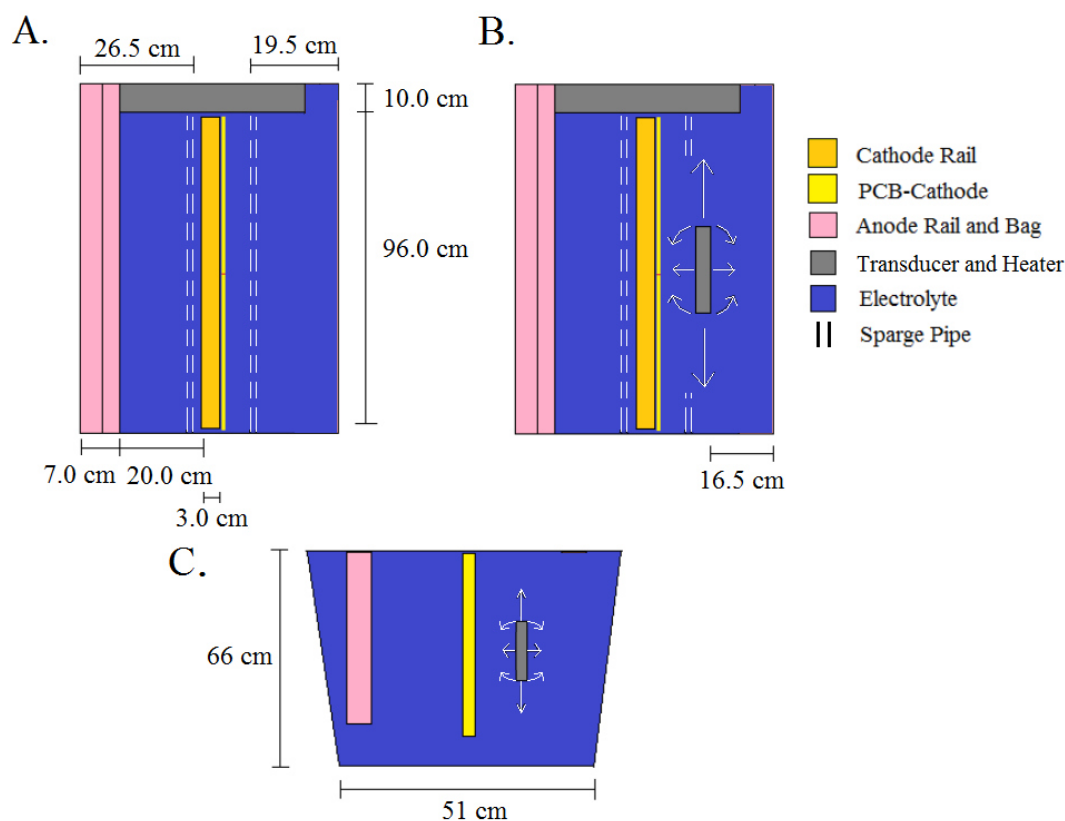 A.
B.
26.5 cm
19.5 cm
10.0 cm
96.0 cm
Cathode Rail
PCB-Cathode
Anode Rail and Bag
Transducer and Heater
Electrolyte
Sparge Pipe
7.0 cm
20.0 cm
3.0 cm
16.5 cm
C.
66 cm
51 cm